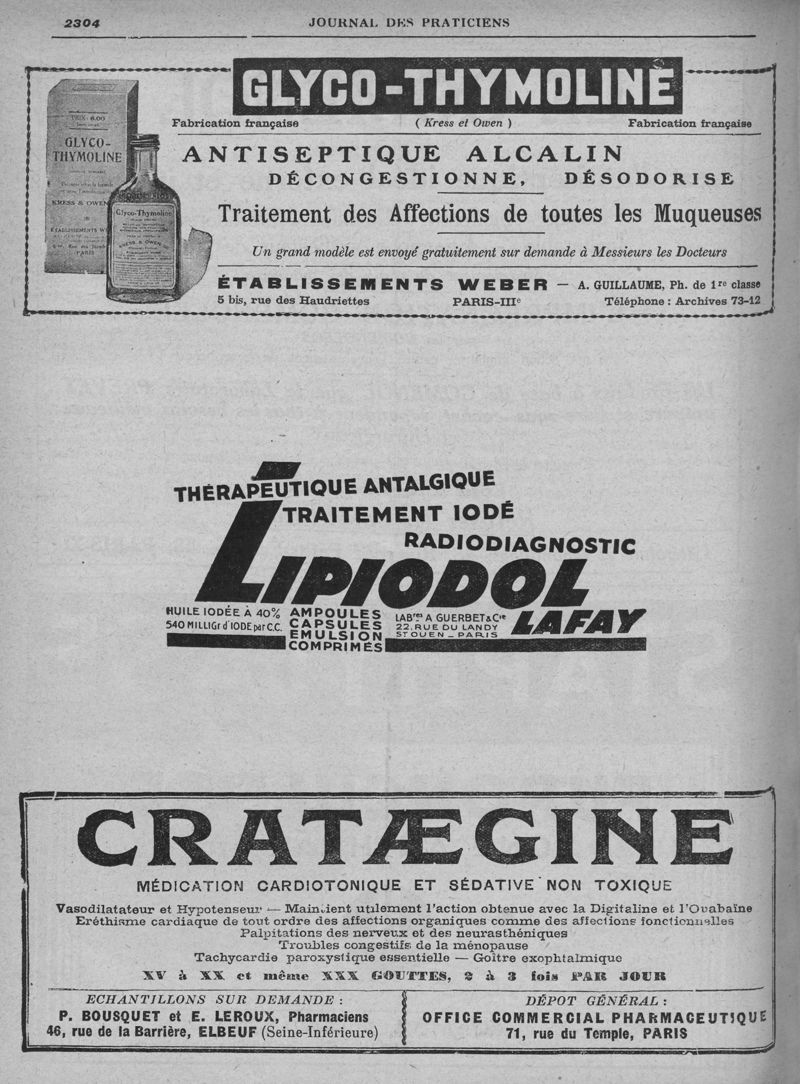 2304
JOURNAL DES PRATICIENS
GLYCO-THYMOLINE
Fabrication française
( Kress et Owen )
Fabrication française
PRIX 6.00
GLYCO-
THYMOLINE
KRESS & OWEN
ÉTABLISSEMENTS W
PARIS
Glyco-Thymoline
KRESS & OWEN
ANTISEPTIQUE ALCALIN
DÉCONGESTIONNE, DÉSODORISE
Traitement des Affections de toutes les Muqueuses
Un grand modèle est envoyé gratuitement sur demande à Messieurs les Docteurs
ÉTABLISSEMENTS WEBER — A. GUILLAUME, Ph. de 1re classe
5 bis, rue des Haudriettes PARIS-IIIe Téléphone : Archives 73-12
THÉRAPEUTIQUE ANTALGIQUE
TRAITEMENT IODÉ
RADIODIAGNOSTIC
LIPIODOL
LAFAY
HUILE IODÉE À 40%
540 MILLIGr d'IODE par C.C.
AMPOULES
CAPSULES
EMULSION
COMPRIMÉS
LABres A GUERBET & Cie
22, RUE DU LANDY
ST OUEN _ PARIS
CRATÆGINE
MÉDICATION CARDIOTONIQUE ET SÉDATIVE NON TOXIQUE
Vasodilatateur et Hypotenseur — Maintient utilement l'action obtenue avec la Digitaline et l'Ouabaïne
Eréthisme cardiaque de tout ordre des affections organiques comme des affections fonctionnelles
Palpitations des nerveux et des neurasthéniques
Troubles congestifs de la ménopause
Tachycardie paroxystique essentielle — Goitre exophtalmique
XV à XX et même XXX GOUTTES, 2 à 3 fois PAR JOUR
ECHANTILLONS SUR DEMANDE :
P. BOUSQUET et E. LEROUX, Pharmaciens
46, rue de la Barrière, ELBEUF (Seine-Inférieure)
DÉPOT GÉNÉRAL :
OFFICE COMMERCIAL PHARMACEUTIQUE
71, rue du Temple, PARIS